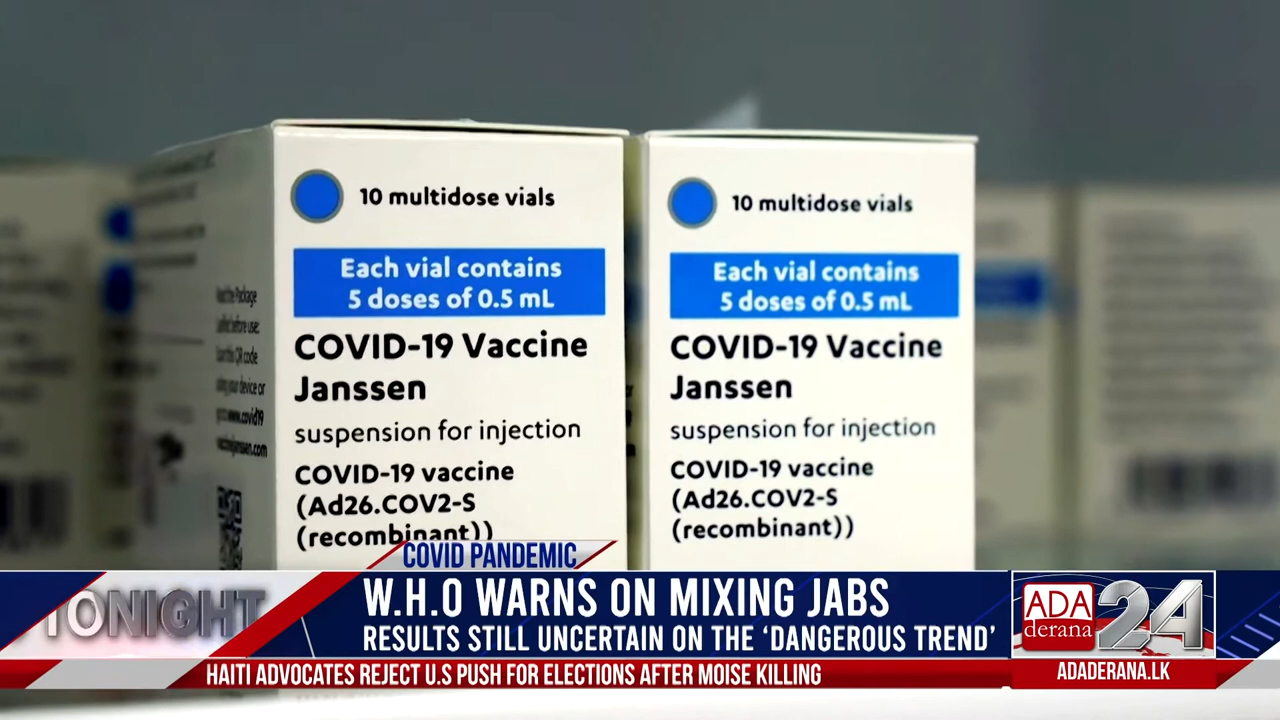 10 multidose vials
Each vial contains
5 doses of 0.5 mL
COVID-19 Vaccine
Janssen
suspension for injection
COVID-19 vaccine
(Ad26.COV2-S
(recombinant))
10 multidose vials
Each vial contains
5 doses of 0.5 mL
COVID-19 Vaccine
Janssen
suspension for injection
COVID-19 vaccine
(Ad26.COV2-S
(recombinant))
COVID PANDEMIC
TONIGHT
W.H.O WARNS ON MIXING JABS
RESULTS STILL UNCERTAIN ON THE ‘DANGEROUS TREND’
ADA
derana
24
HAITI ADVOCATES REJECT U.S PUSH FOR ELECTIONS AFTER MOISE KILLING
ADADERANA.LK